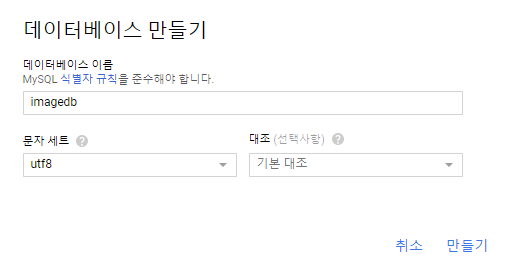 데이터베이스 만들기
데이터베이스 이름
MySQL 식별자 규칙을 준수해야 합니다.
imagedb
문자 세트 ?
대조 (선택사항) ?
utf8
기본 대조
취소 만들기